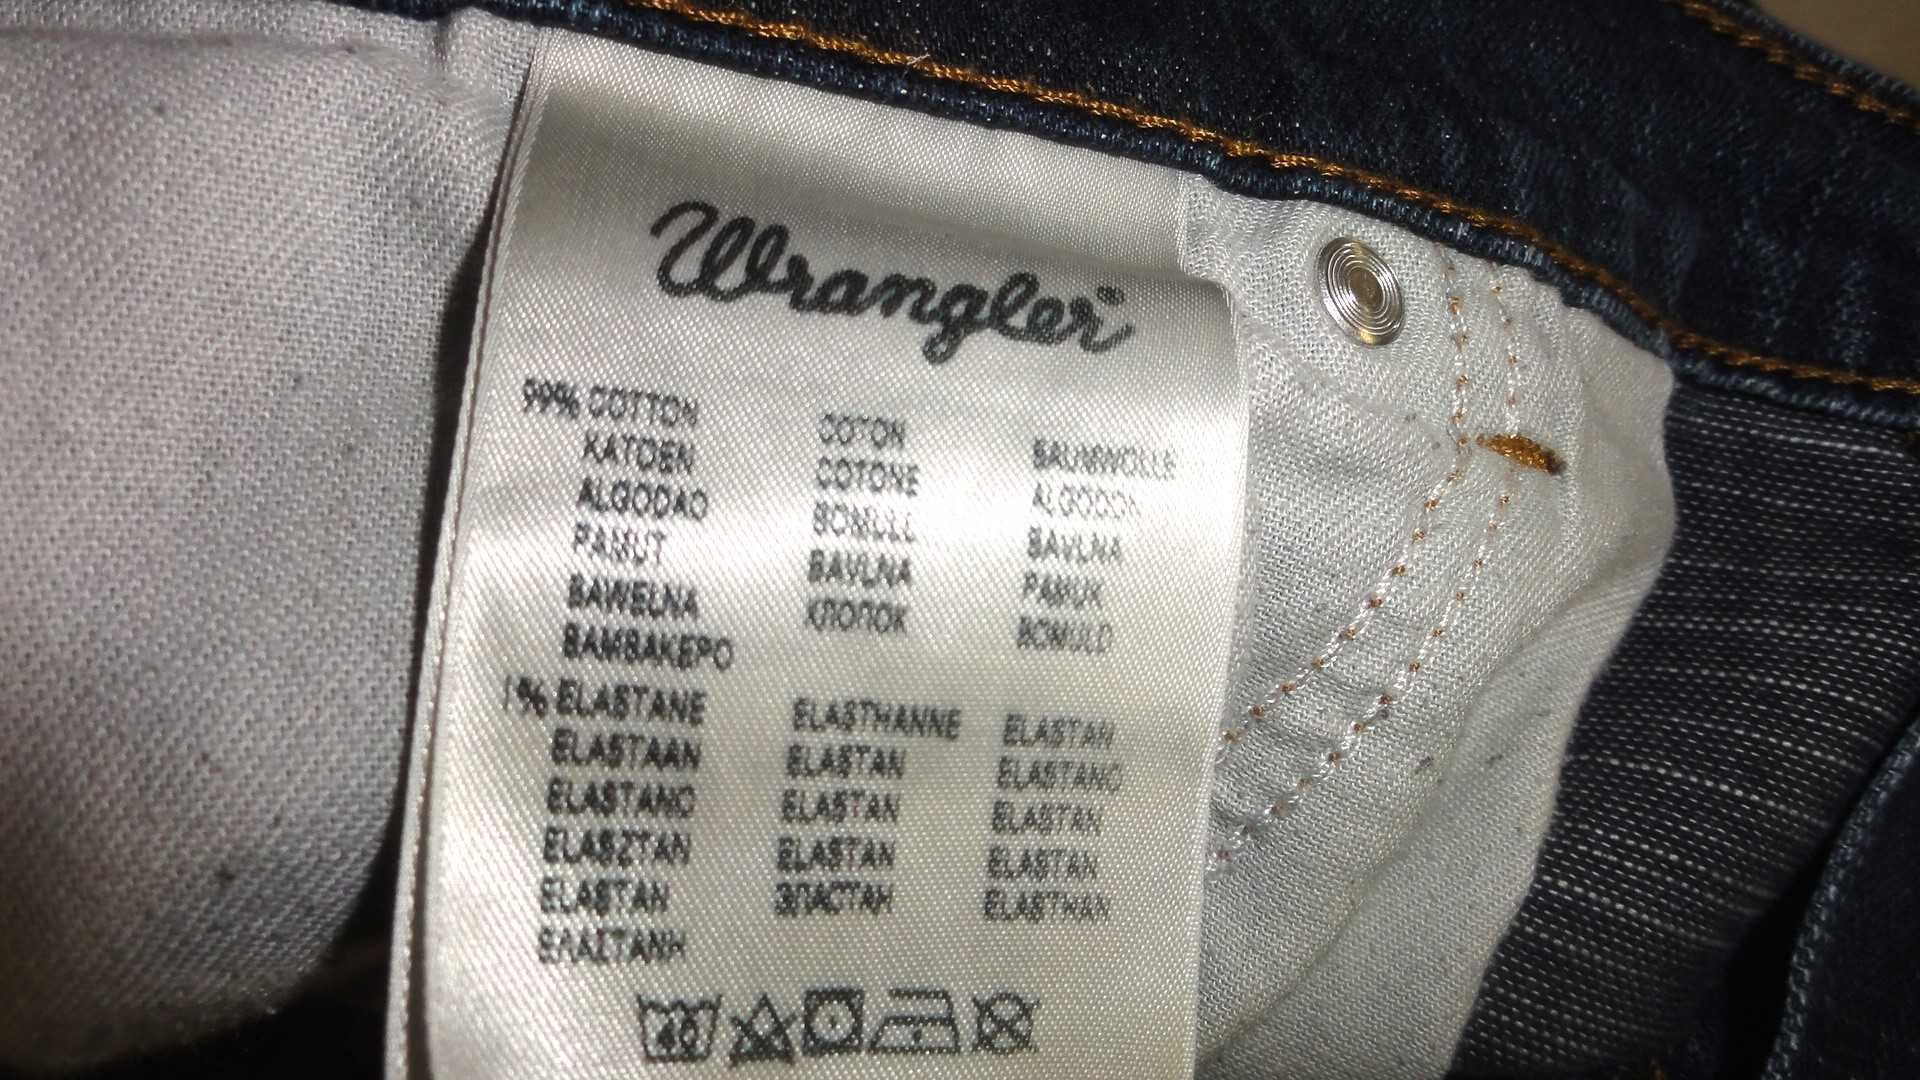 Wrangler®
99% COTTON COTON BAUMWOLLE
KATOEN COTONE ALGODON
ALGODAO BOMULL BAVLNA
PAMUT BAVLNA PAMUK
BAWELNA ХЛОПОК BOMULD
BAMBAKEPO
1% ELASTANE ELASTHANNE ELASTAN
ELASTAAN ELASTAN ELASTANO
ELASTANO ELASTAN ELASTAN
ELASZTAN ELASTAN ELASTAN
ELASTAN ЭЛАСТАН ELASTHAN
ΕΛΑΣΤΑΝΗ
40